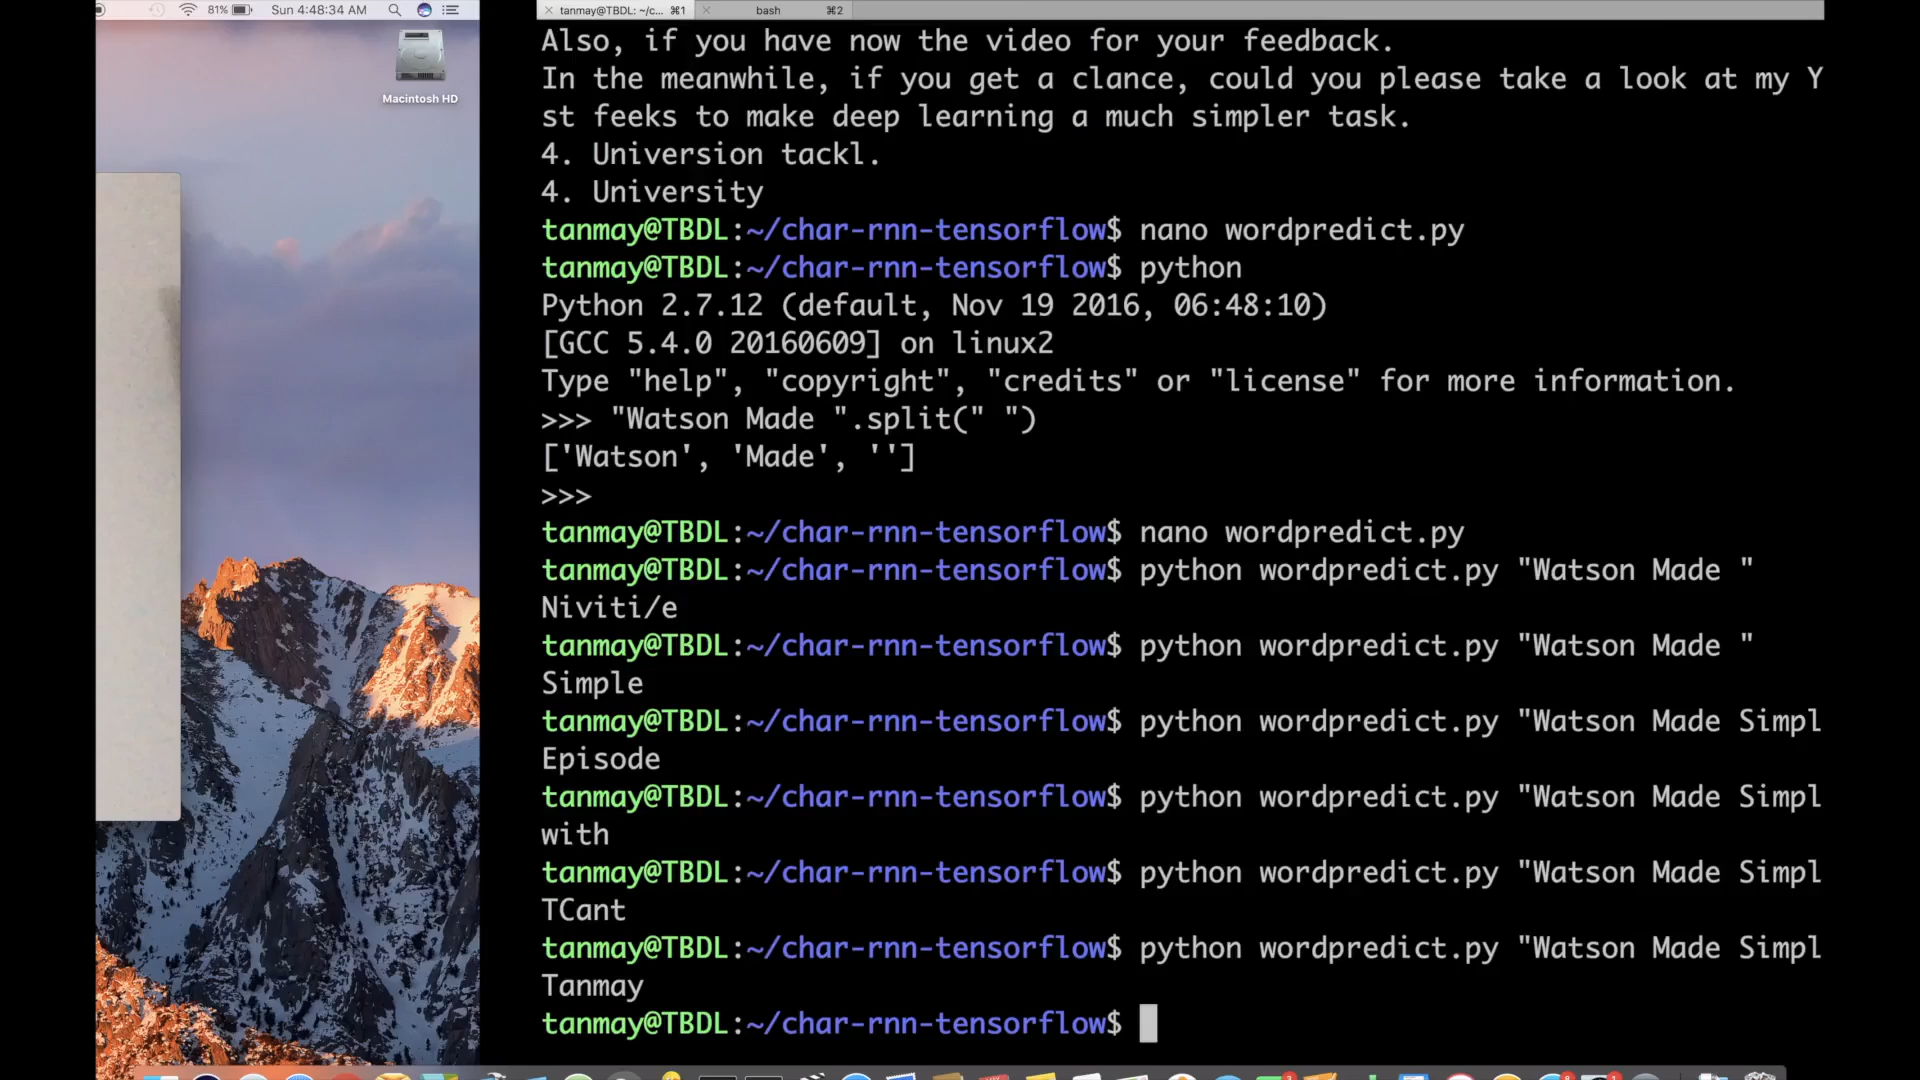 81%
Sun 4:48:34 AM
Macintosh HD
tanmay@TBDL: ~/c... ⌘1
bash ⌘2
Also, if you have now the video for your feedback.
In the meanwhile, if you get a clance, could you please take a look at my Y
st feeks to make deep learning a much simpler task.
4. Universion tackl.
4. University
tanmay@TBDL:~/char-rnn-tensorflow$ nano wordpredict.py
tanmay@TBDL:~/char-rnn-tensorflow$ python
Python 2.7.12 (default, Nov 19 2016, 06:48:10)
[GCC 5.4.0 20160609] on linux2
Type "help", "copyright", "credits" or "license" for more information.
>>> "Watson Made ".split(" ")
['Watson', 'Made', '']
>>>
tanmay@TBDL:~/char-rnn-tensorflow$ nano wordpredict.py
tanmay@TBDL:~/char-rnn-tensorflow$ python wordpredict.py "Watson Made "
Niviti/e
tanmay@TBDL:~/char-rnn-tensorflow$ python wordpredict.py "Watson Made "
Simple
tanmay@TBDL:~/char-rnn-tensorflow$ python wordpredict.py "Watson Made Simpl
Episode
tanmay@TBDL:~/char-rnn-tensorflow$ python wordpredict.py "Watson Made Simpl
with
tanmay@TBDL:~/char-rnn-tensorflow$ python wordpredict.py "Watson Made Simpl
TCant
tanmay@TBDL:~/char-rnn-tensorflow$ python wordpredict.py "Watson Made Simpl
Tanmay
tanmay@TBDL:~/char-rnn-tensorflow$